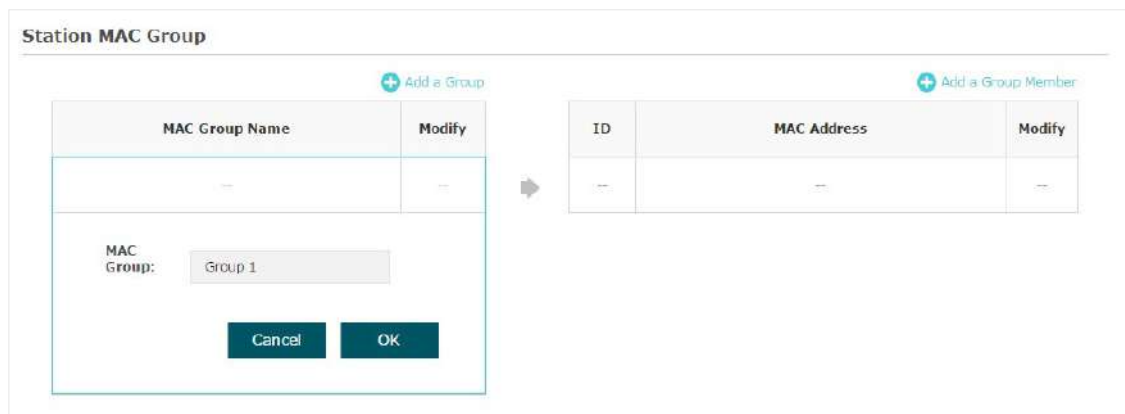 Station MAC Group
Add a Group
Add a Group Member
MAC Group Name Modify
ID MAC Address Modify
-- --
-- -- --
MAC
Group:
Group 1
Cancel OK